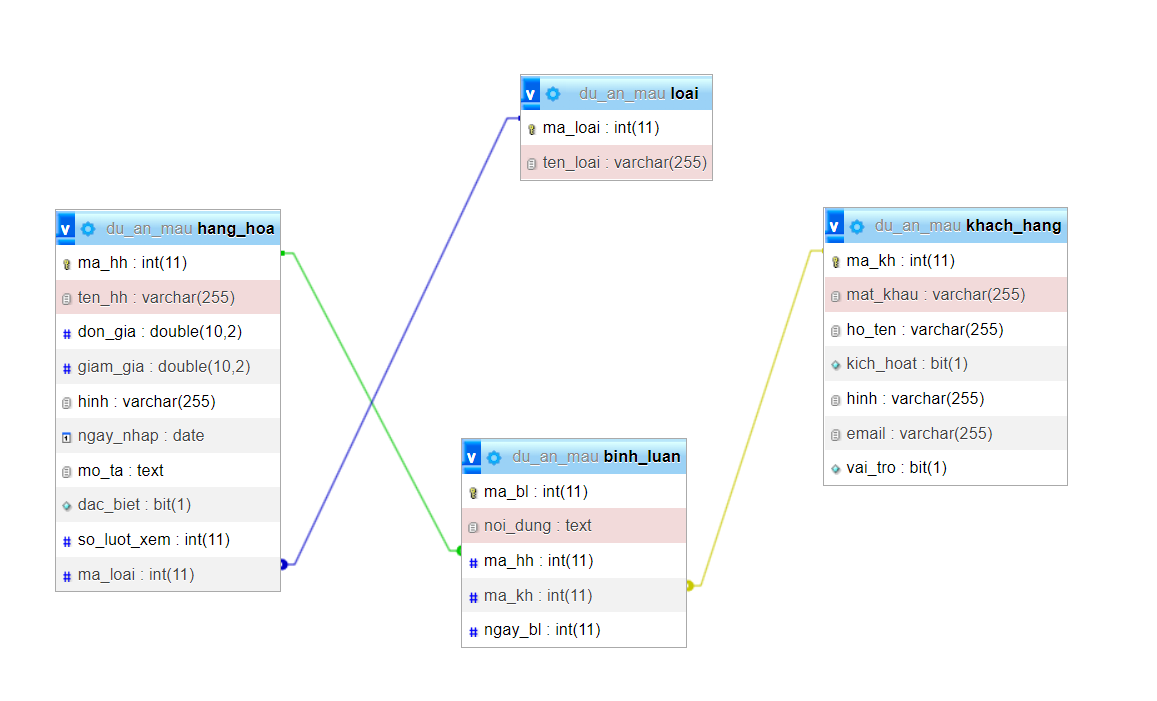 v du_an_mau loai
ma_loai : int(11)
ten_loai : varchar(255)
v du_an_mau hang_hoa
ma_hh : int(11)
ten_hh : varchar(255)
# don_gia : double(10,2)
# giam_gia : double(10,2)
hinh : varchar(255)
ngay_nhap : date
mo_ta : text
dac_biet : bit(1)
# so_luot_xem : int(11)
# ma_loai : int(11)
v du_an_mau binh_luan
ma_bl : int(11)
noi_dung : text
# ma_hh : int(11)
# ma_kh : int(11)
# ngay_bl : int(11)
v du_an_mau khach_hang
ma_kh : int(11)
mat_khau : varchar(255)
ho_ten : varchar(255)
kich_hoat : bit(1)
hinh : varchar(255)
email : varchar(255)
vai_tro : bit(1)